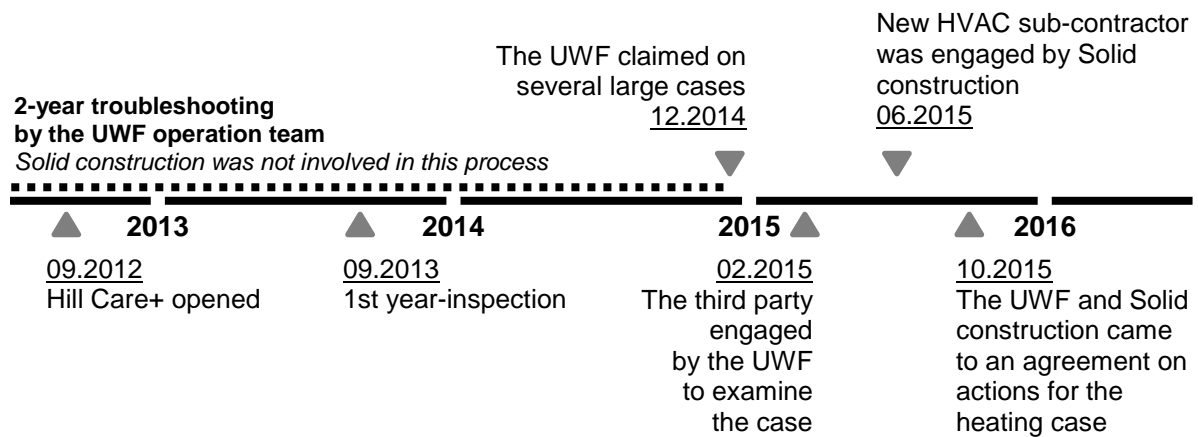 New HVAC sub-contractor
was engaged by Solid
construction
06.2015
The UWF claimed on
several large cases
12.2014
2-year troubleshooting
by the UWF operation team
Solid construction was not involved in this process
2013
2014
2015
2016
09.2012
Hill Care+ opened
09.2013
1st year-inspection
02.2015
The third party
engaged
by the UWF
to examine
the case
10.2015
The UWF and Solid
construction came
to an agreement on
actions for the
heating case